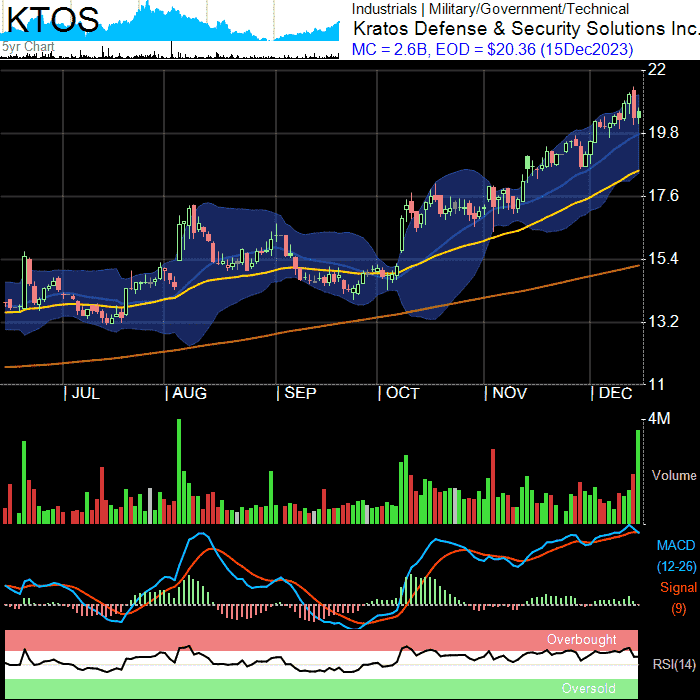 KTOS
5yr Chart
Industrials | Military/Government/Technical
Kratos Defense & Security Solutions Inc.
MC = 2.6B, EOD = $20.36 (15Dec2023)
22
19.8
17.6
15.4
13.2
11
| JUL | AUG | SEP | OCT | NOV | DEC
4M
Volume
MACD
(12-26)
Signal
(9)
Overbought
RSI(14)
Oversold